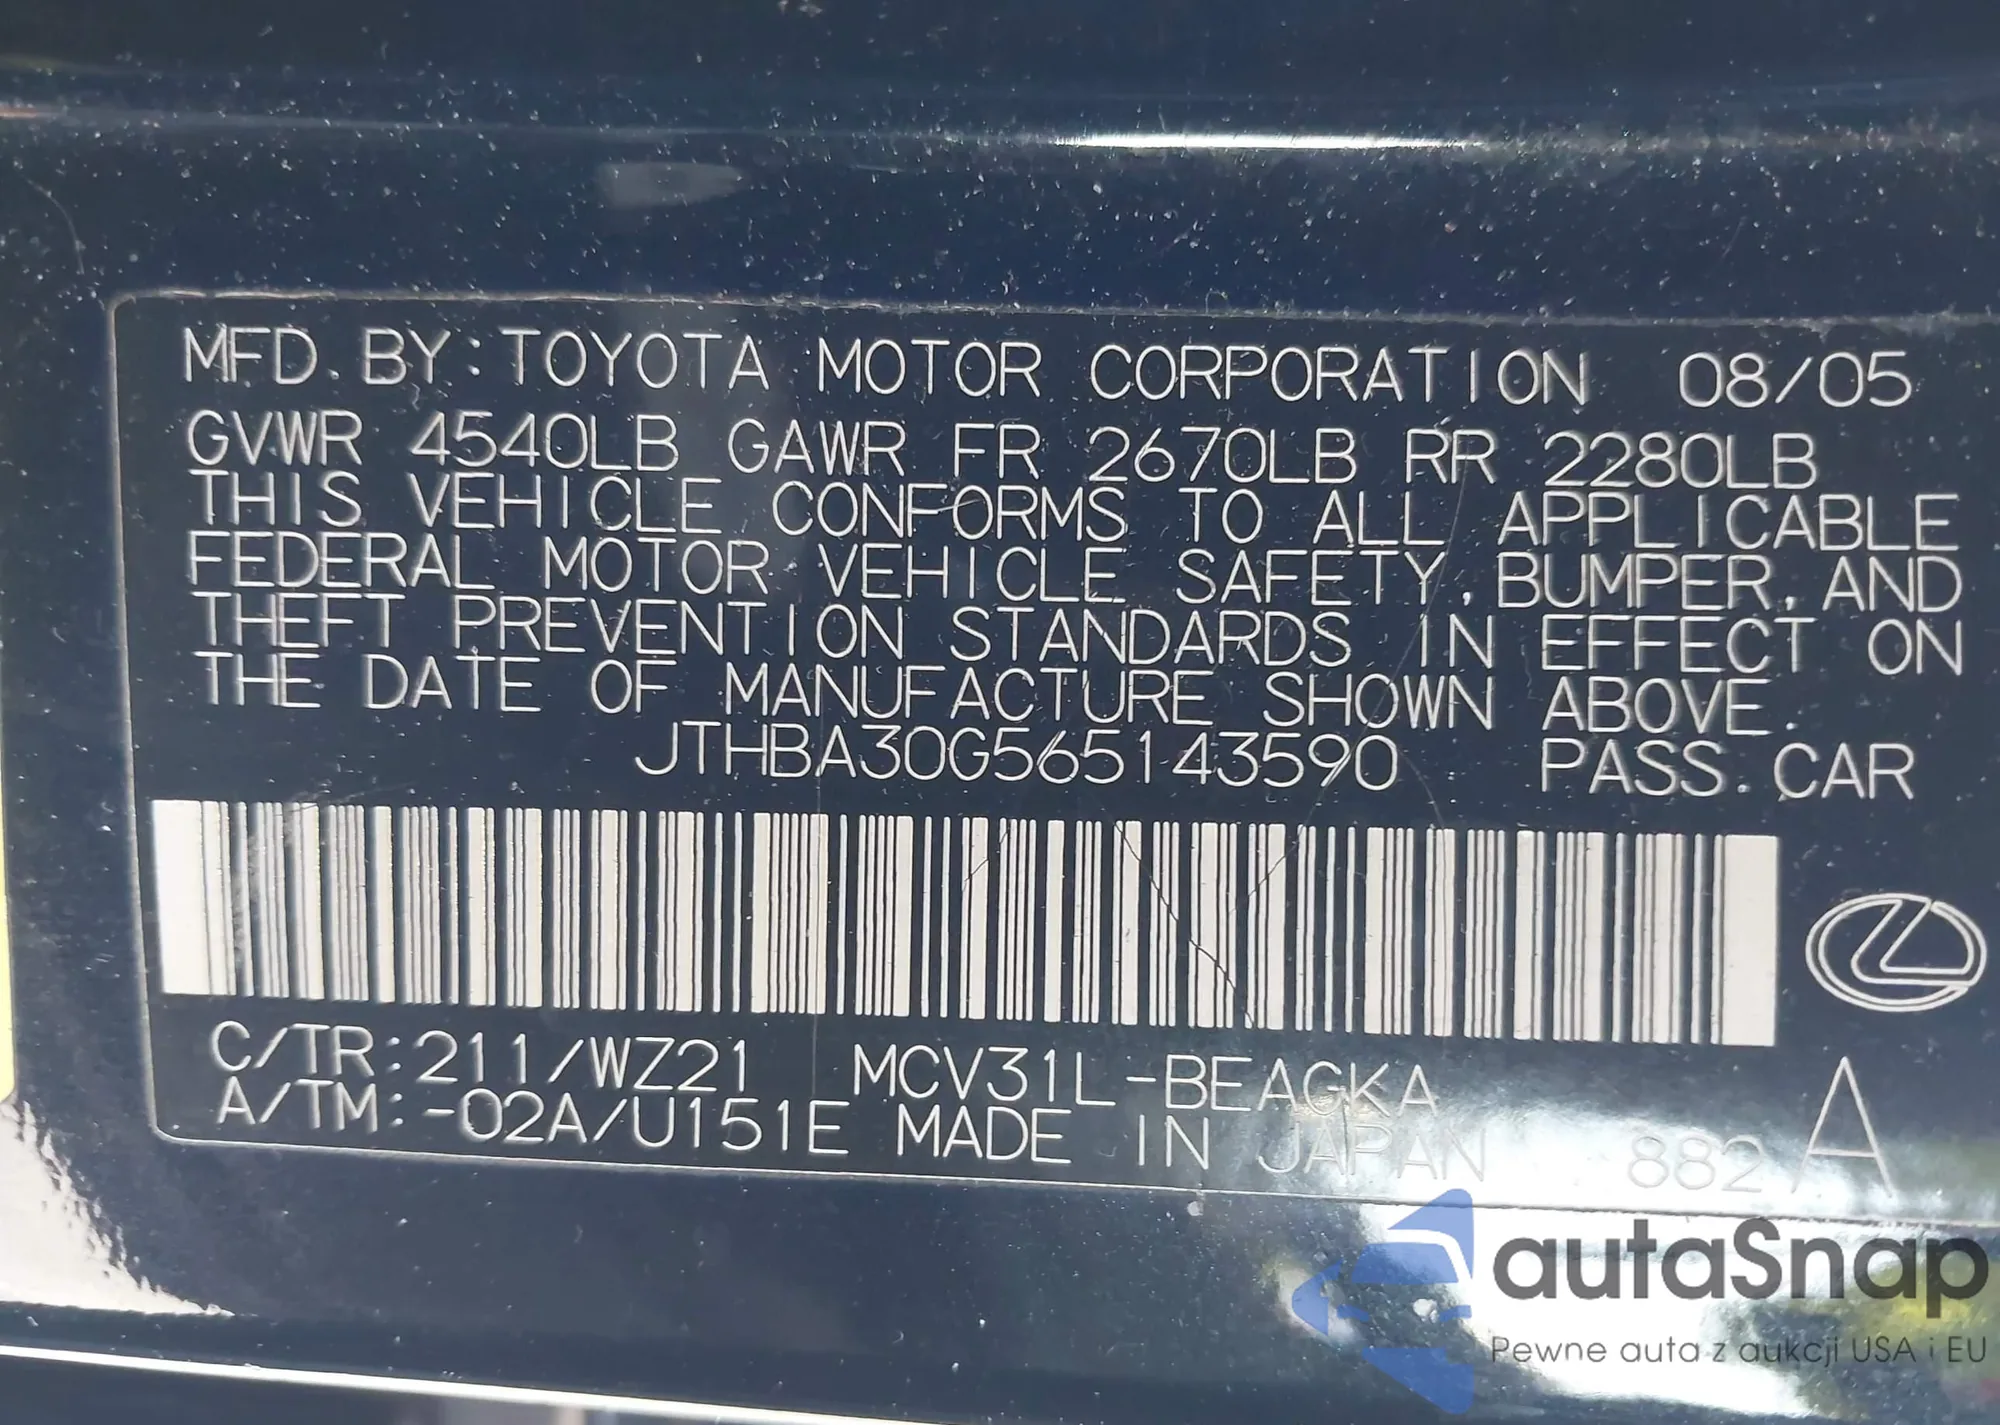 MFD. BY: TOYOTA MOTOR CORPORATION 08/05
GVWR 4540LB GAWR FR 2670LB RR 2280LB
THIS VEHICLE CONFORMS TO ALL APPLICABLE
FEDERAL MOTOR VEHICLE SAFETY, BUMPER, AND
THEFT PREVENTION STANDARDS IN EFFECT ON
THE DATE OF MANUFACTURE SHOWN ABOVE.
JTHBA30G565143590 PASS. CAR
C/TR:211/WZ21 MCV31L-BEAGKA
A/TM:-02A/U151E MADE IN JAPAN 882 A
autaSnap
Pewne auta z aukcji USA i EU